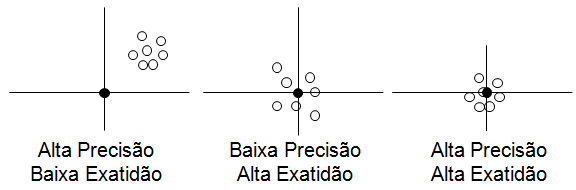 Alta Precisão
Baixa Exatidão
Baixa Precisão
Alta Exatidão
Alta Precisão
Alta Exatidão